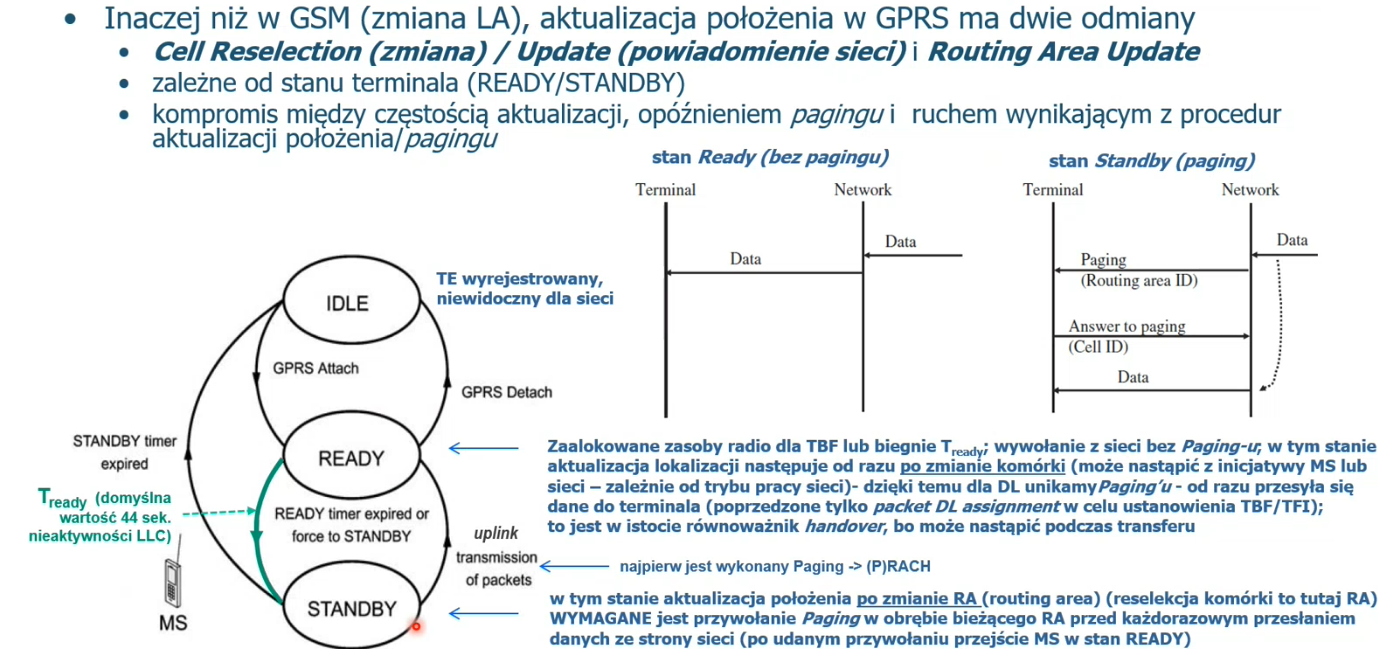 • Inaczej niż w GSM (zmiana LA), aktualizacja położenia w GPRS ma dwie odmiany
• Cell Reselection (zmiana) / Update (powiadomienie sieci) i Routing Area Update
• zależne od stanu terminala (READY/STANDBY)
• kompromis między częstością aktualizacji, opóźnieniem pagingu i ruchem wynikającym z procedur
aktualizacji położenia/pagingu
stan Ready (bez pagingu)
Terminal
Network
Data
Data
stan Standby (paging)
Terminal
Network
Data
Paging
(Routing area ID)
Answer to paging
(Cell ID)
Data
IDLE
TE wyrejestrowany,
niewidoczny dla sieci
GPRS Attach
GPRS Detach
STANDBY timer
expired
READY
Zaalokowane zasoby radio dla TBF lub biegnie Tready; wywołanie z sieci bez Paging-u; w tym stanie
aktualizacja lokalizacji następuje od razu po zmianie komórki (może nastąpić z inicjatywy MS lub
sieci – zależnie od trybu pracy sieci)- dzięki temu dla DL unikamy Paging'u - od razu przesyła się
dane do terminala (poprzedzone tylko packet DL assignment w celu ustanowienia TBF/TFI);
to jest w istocie równoważnik handover, bo może nastąpić podczas transferu
Tready (domyślna
wartość 44 sek.
nieaktywności LLC)
READY timer expired or
force to STANDBY
uplink
transmission
of packets
najpierw jest wykonany Paging -> (P)RACH
MS
STANDBY
w tym stanie aktualizacja położenia po zmianie RA (routing area) (reselekcja komórki to tutaj RA)
WYMAGANE jest przywołanie Paging w obrębie bieżącego RA przed każdorazowym przesłaniem
danych ze strony sieci (po udanym przywołaniu przejście MS w stan READY)